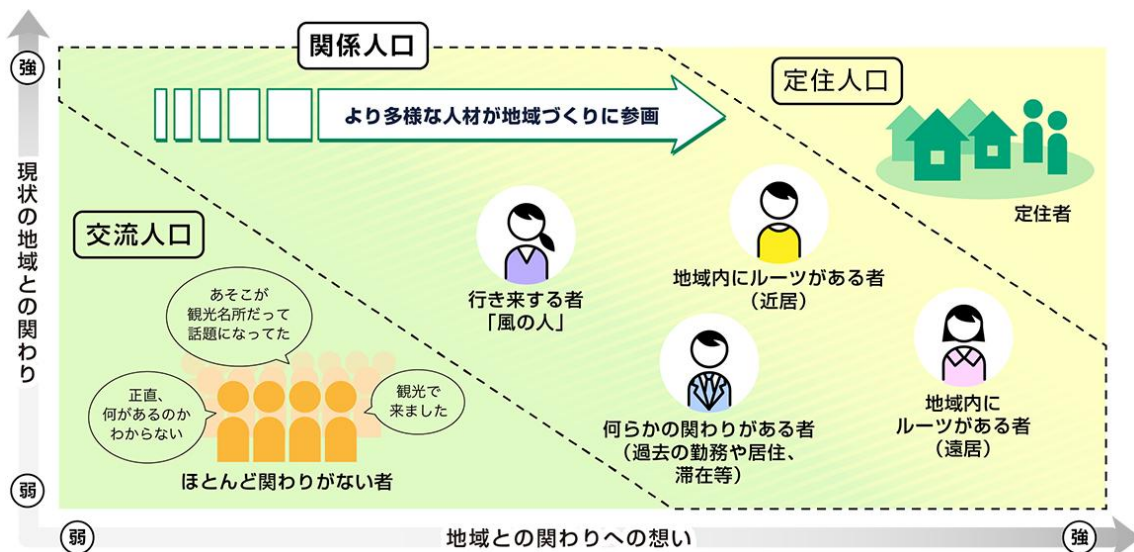 関係人口
強
より多様な人材が地域づくりに参画
定住人口
定住者
現状の地域との関わり
交流人口
あそこが
観光名所だって
話題になってた
正直、
何があるのか
わからない
観光で
来ました
ほとんど関わりがない者
行き来する者
「風の人」
地域内にルーツがある者
（近居）
何らかの関わりがある者
（過去の勤務や居住、
滞在等）
地域内に
ルーツがある者
（遠居）
弱
弱
地域との関わりへの想い
強